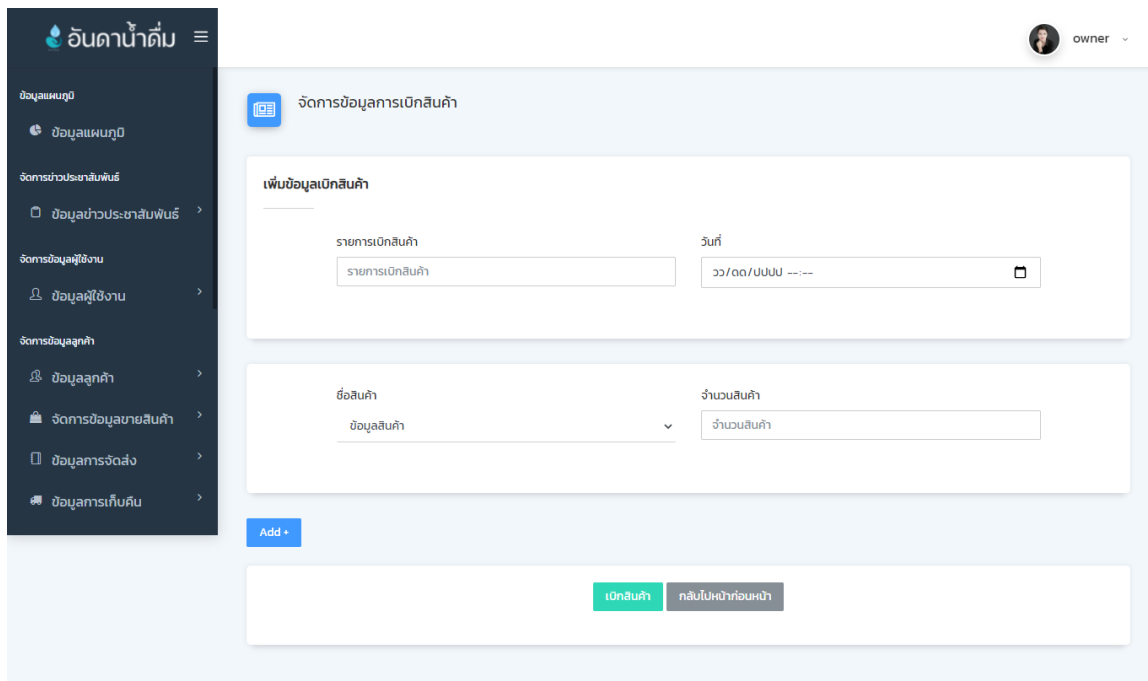 อันดาน้ำดื่ม
owner
ข้อมูลแผนภูมิ
ข้อมูลแผนภูมิ
จัดการข่าวประชาสัมพันธ์
ข้อมูลข่าวประชาสัมพันธ์
จัดการข้อมูลผู้ใช้งาน
ข้อมูลผู้ใช้งาน
จัดการข้อมูลลูกค้า
ข้อมูลลูกค้า
จัดการข้อมูลขายสินค้า
ข้อมูลการจัดส่ง
ข้อมูลการเก็บคืน
จัดการข้อมูลการเบิกสินค้า
เพิ่มข้อมูลเบิกสินค้า
รายการเบิกสินค้า
วันที่
รายการเบิกสินค้า
วว/ดด/ปปปป --:--
ชื่อสินค้า
จำนวนสินค้า
ข้อมูลสินค้า
จำนวนสินค้า
Add +
เบิกสินค้า
กลับไปหน้าก่อนหน้า